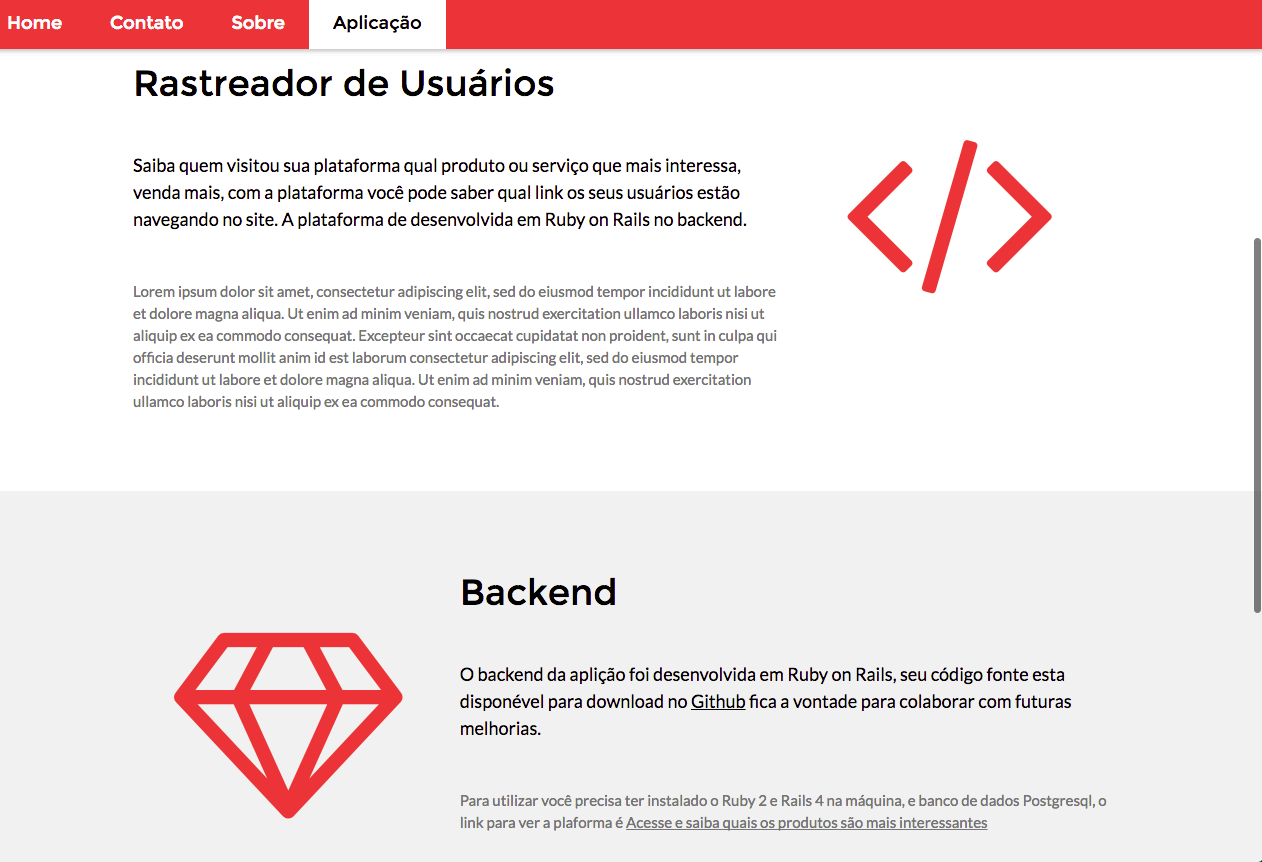 Home Contato Sobre Aplicação
Rastreador de Usuários
Saiba quem visitou sua plataforma qual produto ou serviço que mais interessa,
venda mais, com a plataforma você pode saber qual link os seus usuários estão
navegando no site. A plataforma de desenvolvida em Ruby on Rails no backend.
Lorem ipsum dolor sit amet, consectetur adipiscing elit, sed do eiusmod tempor incididunt ut labore
et dolore magna aliqua. Ut enim ad minim veniam, quis nostrud exercitation ullamco laboris nisi ut
aliquip ex ea commodo consequat. Excepteur sint occaecat cupidatat non proident, sunt in culpa qui
officia deserunt mollit anim id est laborum consectetur adipiscing elit, sed do eiusmod tempor
incididunt ut labore et dolore magna aliqua. Ut enim ad minim veniam, quis nostrud exercitation
ullamco laboris nisi ut aliquip ex ea commodo consequat.
Backend
O backend da aplição foi desenvolvida em Ruby on Rails, seu código fonte esta
disponével para download no Github fica a vontade para colaborar com futuras
melhorias.
Para utilizar você precisa ter instalado o Ruby 2 e Rails 4 na máquina, e banco de dados Postgresql, o
link para ver a plaforma é Acesse e saiba quais os produtos são mais interessantes